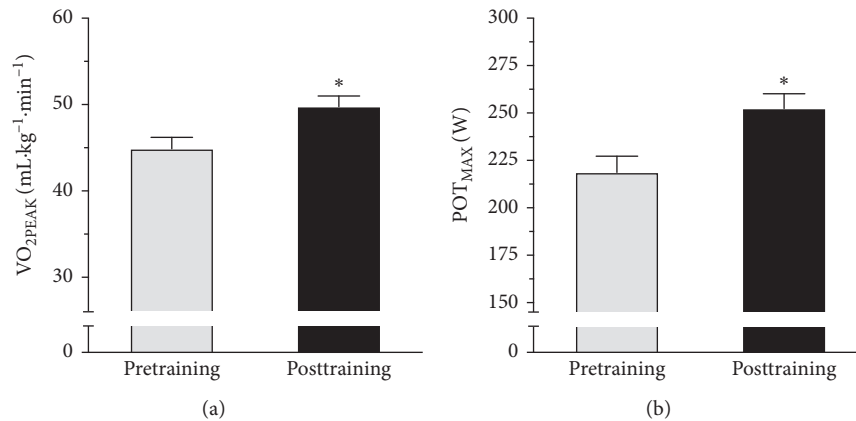 60
50
40
30
0
VO2PEAK (mL·kg−1·min−1)
*
Pretraining Posttraining
(a)
300
275
250
225
200
175
150
0
POTMAX (W)
*
Pretraining Posttraining
(b)